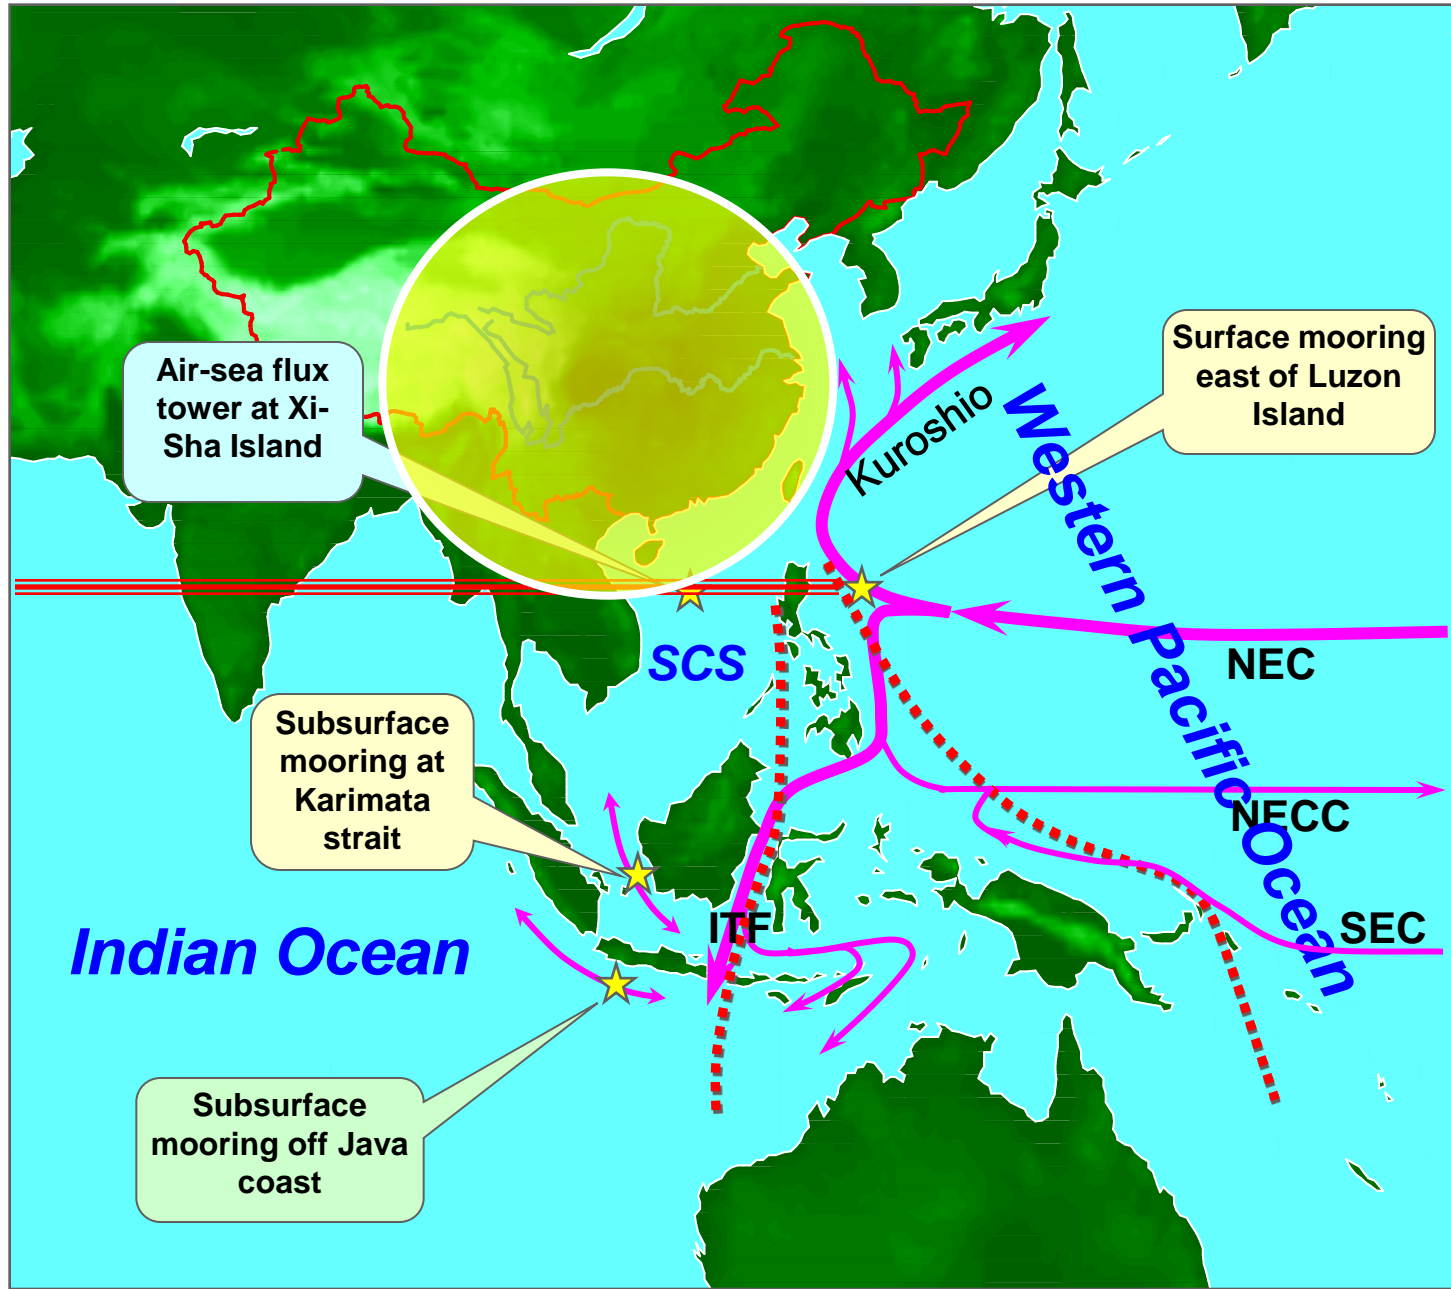 Air-sea flux
tower at Xi-
Sha Island
Surface mooring
east of Luzon
Island
Kuroshio
Western Pacific Ocean
SCS
NEC
Subsurface
mooring at
Karimata
strait
NECC
ITF
SEC
Indian Ocean
Subsurface
mooring off Java
coast